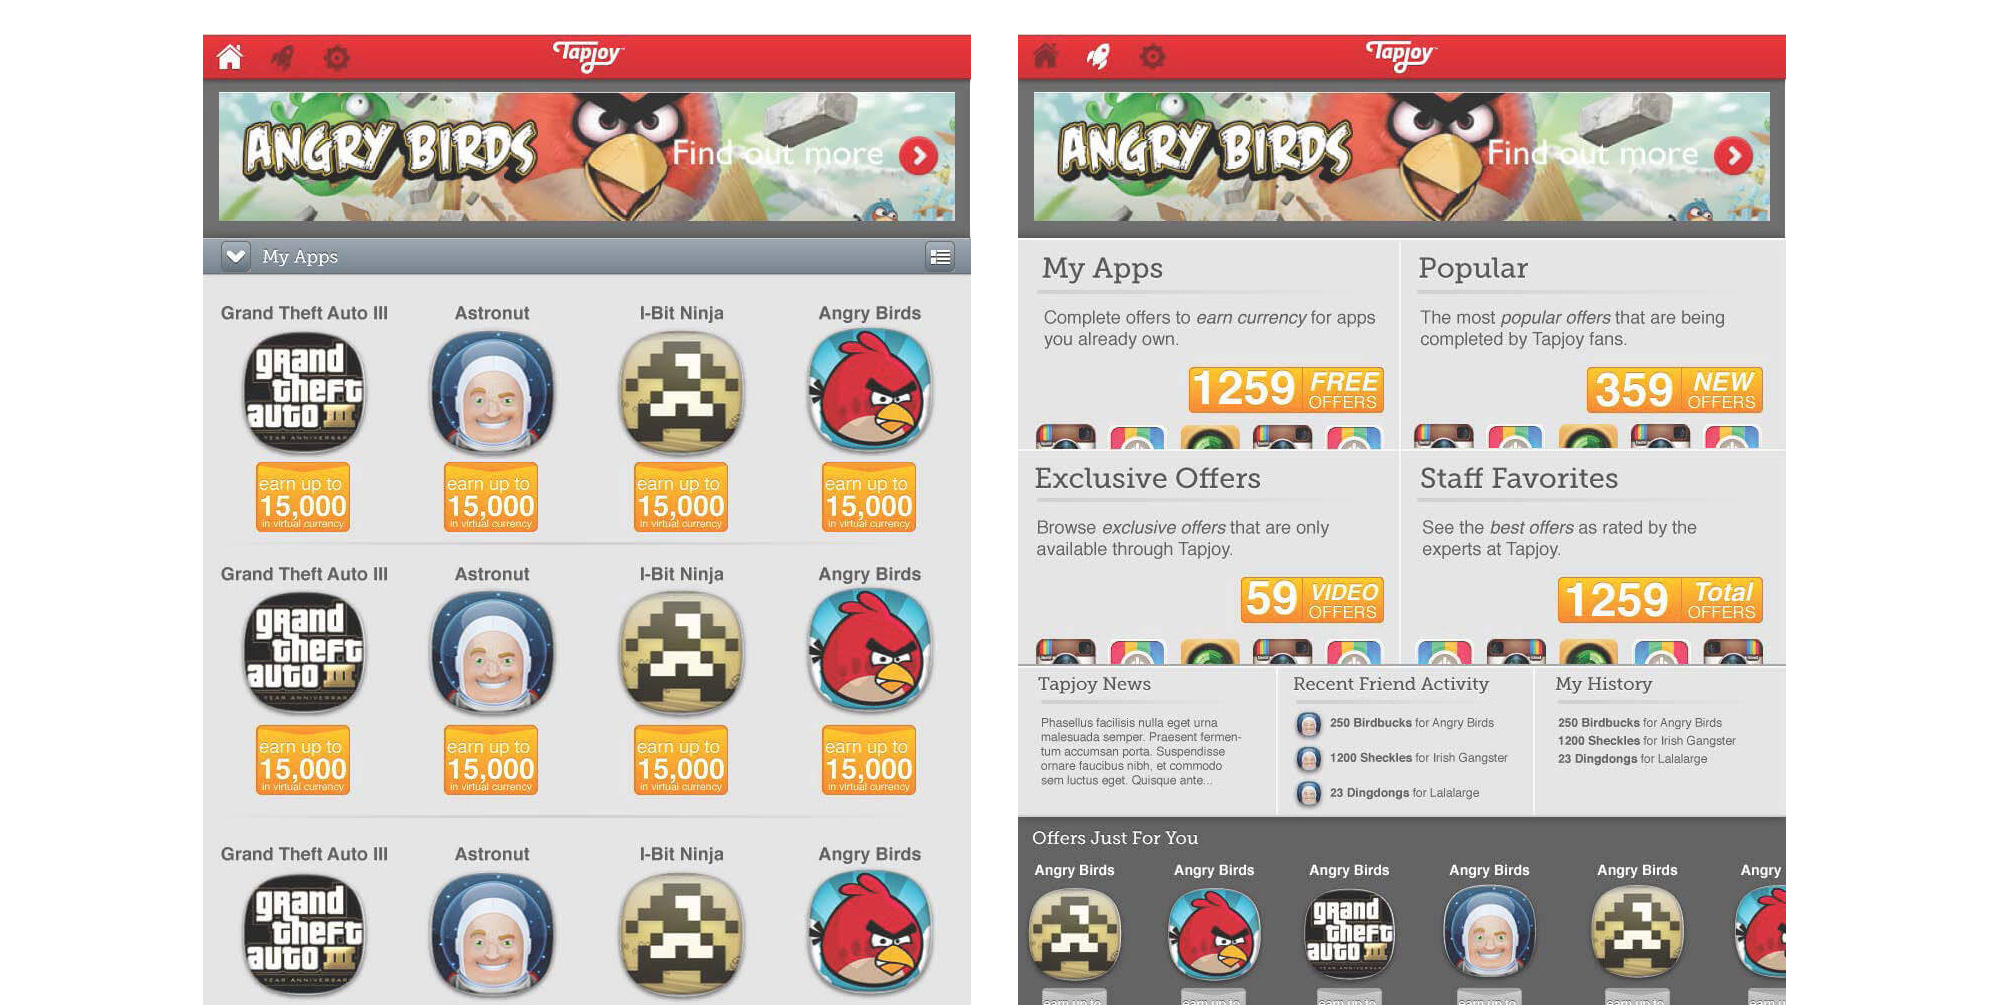 Tapjoy
ANGRY BIRDS
Find out more
My Apps
Grand Theft Auto III
Astronut
I-Bit Ninja
Angry Birds
grand
theft
auto III
earn up to
15,000
in virtual currency
earn up to
15,000
in virtual currency
earn up to
15,000
in virtual currency
earn up to
15,000
in virtual currency
Grand Theft Auto III
Astronut
I-Bit Ninja
Angry Birds
grand
theft
auto III
earn up to
15,000
in virtual currency
earn up to
15,000
in virtual currency
earn up to
15,000
in virtual currency
earn up to
15,000
in virtual currency
Grand Theft Auto III
Astronut
I-Bit Ninja
Angry Birds
grand
theft
auto III
Tapjoy
ANGRY BIRDS
Find out more
My Apps
Complete offers to earn currency for apps
you already own.
1259 FREE
OFFERS
Popular
The most popular offers that are being
completed by Tapjoy fans.
359 NEW
OFFERS
Exclusive Offers
Browse exclusive offers that are only
available through Tapjoy.
59 VIDEO
OFFERS
Staff Favorites
See the best offers as rated by the
experts at Tapjoy.
1259 Total
OFFERS
Tapjoy News
Phasellus facilisis nulla eget urna
malesuada semper. Praesent fermen-
tum accumsan porta. Suspendisse
ornare faucibus nibh, et commodo
sem luctus eget. Quisque ante...
Recent Friend Activity
250 Birdbucks for Angry Birds
1200 Sheckles for Irish Gangster
23 Dingdongs for Lalalarge
My History
250 Birdbucks for Angry Birds
1200 Sheckles for Irish Gangster
23 Dingdongs for Lalalarge
Offers Just For You
Angry Birds
Angry Birds
Angry Birds
Angry Birds
Angry Birds
Angry
grand
theft
auto III